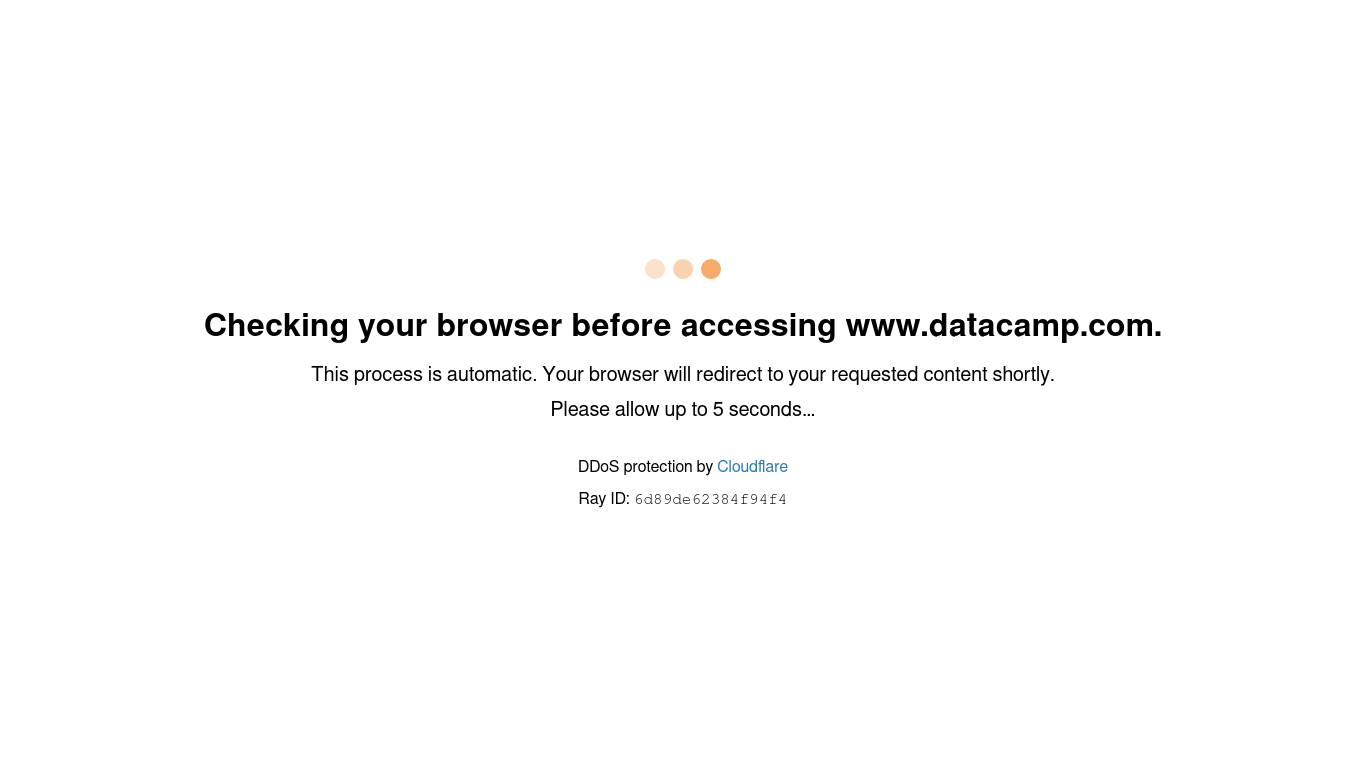 Checking your browser before accessing www.datacamp.com.
This process is automatic. Your browser will redirect to your requested content shortly.
Please allow up to 5 seconds...
DDoS protection by Cloudflare
Ray ID: 6d89de62384f94f4